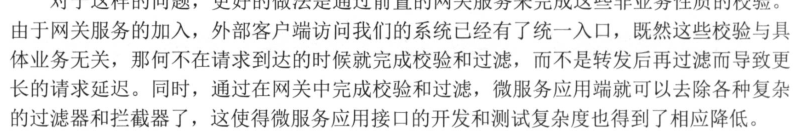 对于这样的问题，更好的做法是通过前置的网关服务来完成这些非业务性质的校验。
由于网关服务的加入，外部客户端访问我们的系统已经有了统一入口，既然这些校验与具
体业务无关，那何不在请求到达的时候就完成校验和过滤，而不是转发后再过滤而导致更
长的请求延迟。同时，通过在网关中完成校验和过滤，微服务应用端就可以去除各种复杂
的过滤器和拦截器了，这使得微服务应用接口的开发和测试复杂度也得到了相应降低。